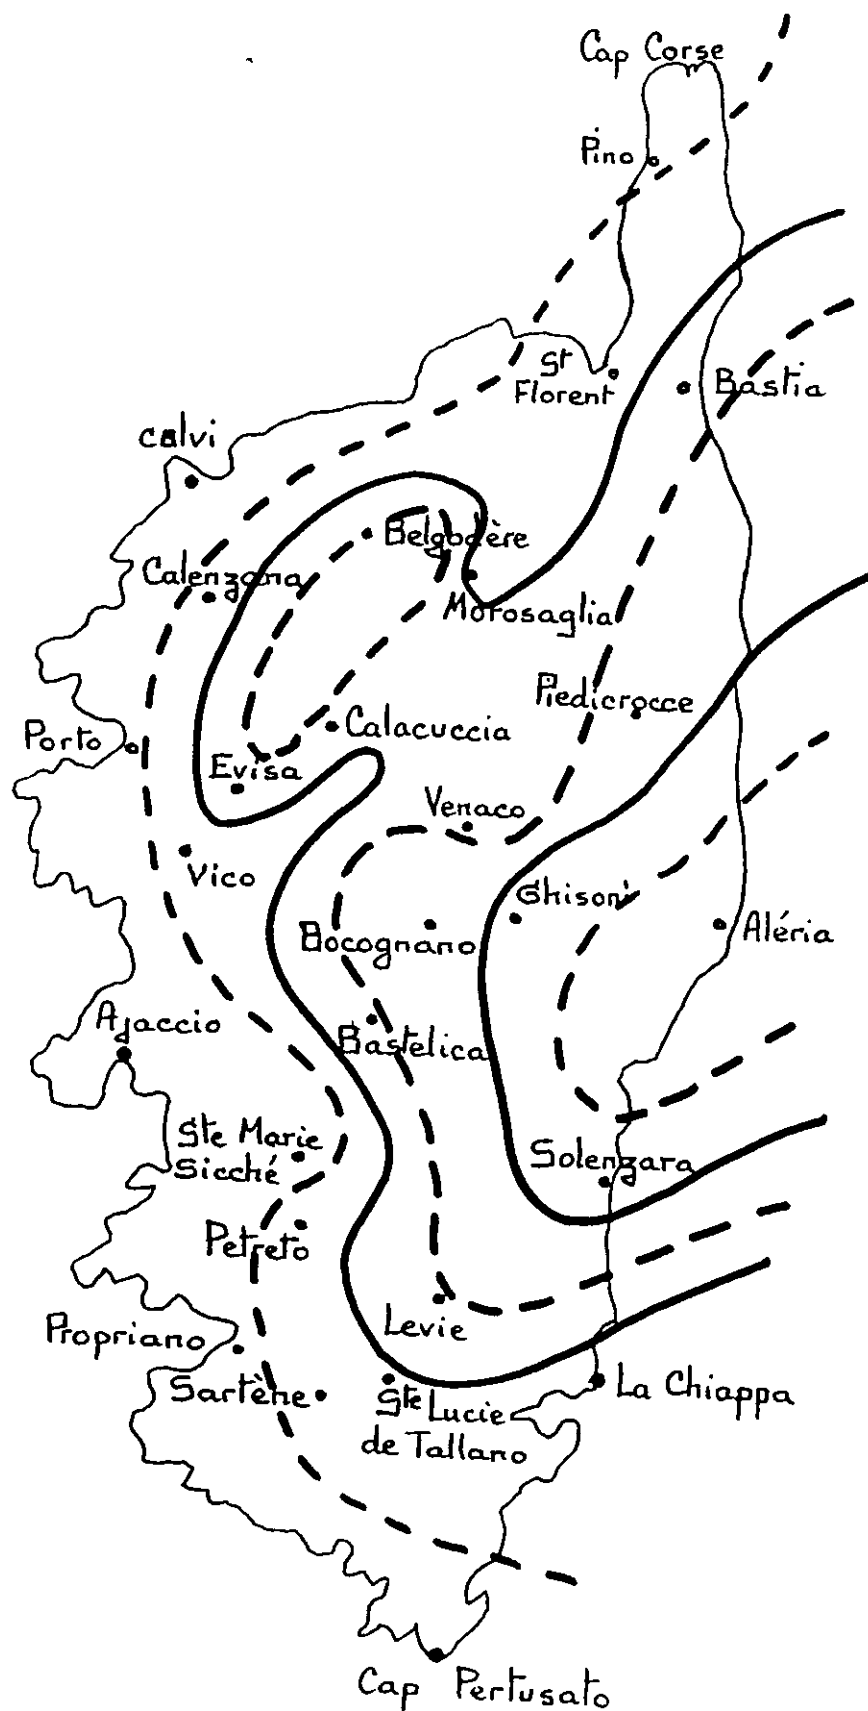 Cap Corse
Pino
St
Florent
Bastia
Calvi
Belgodère
Calenzana
Morosaglia
Piedicrocce
Calacuccia
Porto
Evisa
Venaco
Vico
Ghisoni
Bocognano
Aléria
Ajaccio
Bastelica
Ste Marie
Sicché
Solenzara
Petreto
Levie
Propriano
Sartène
La Chiappa
Ste Lucie
de Tallano
Cap Pertusato